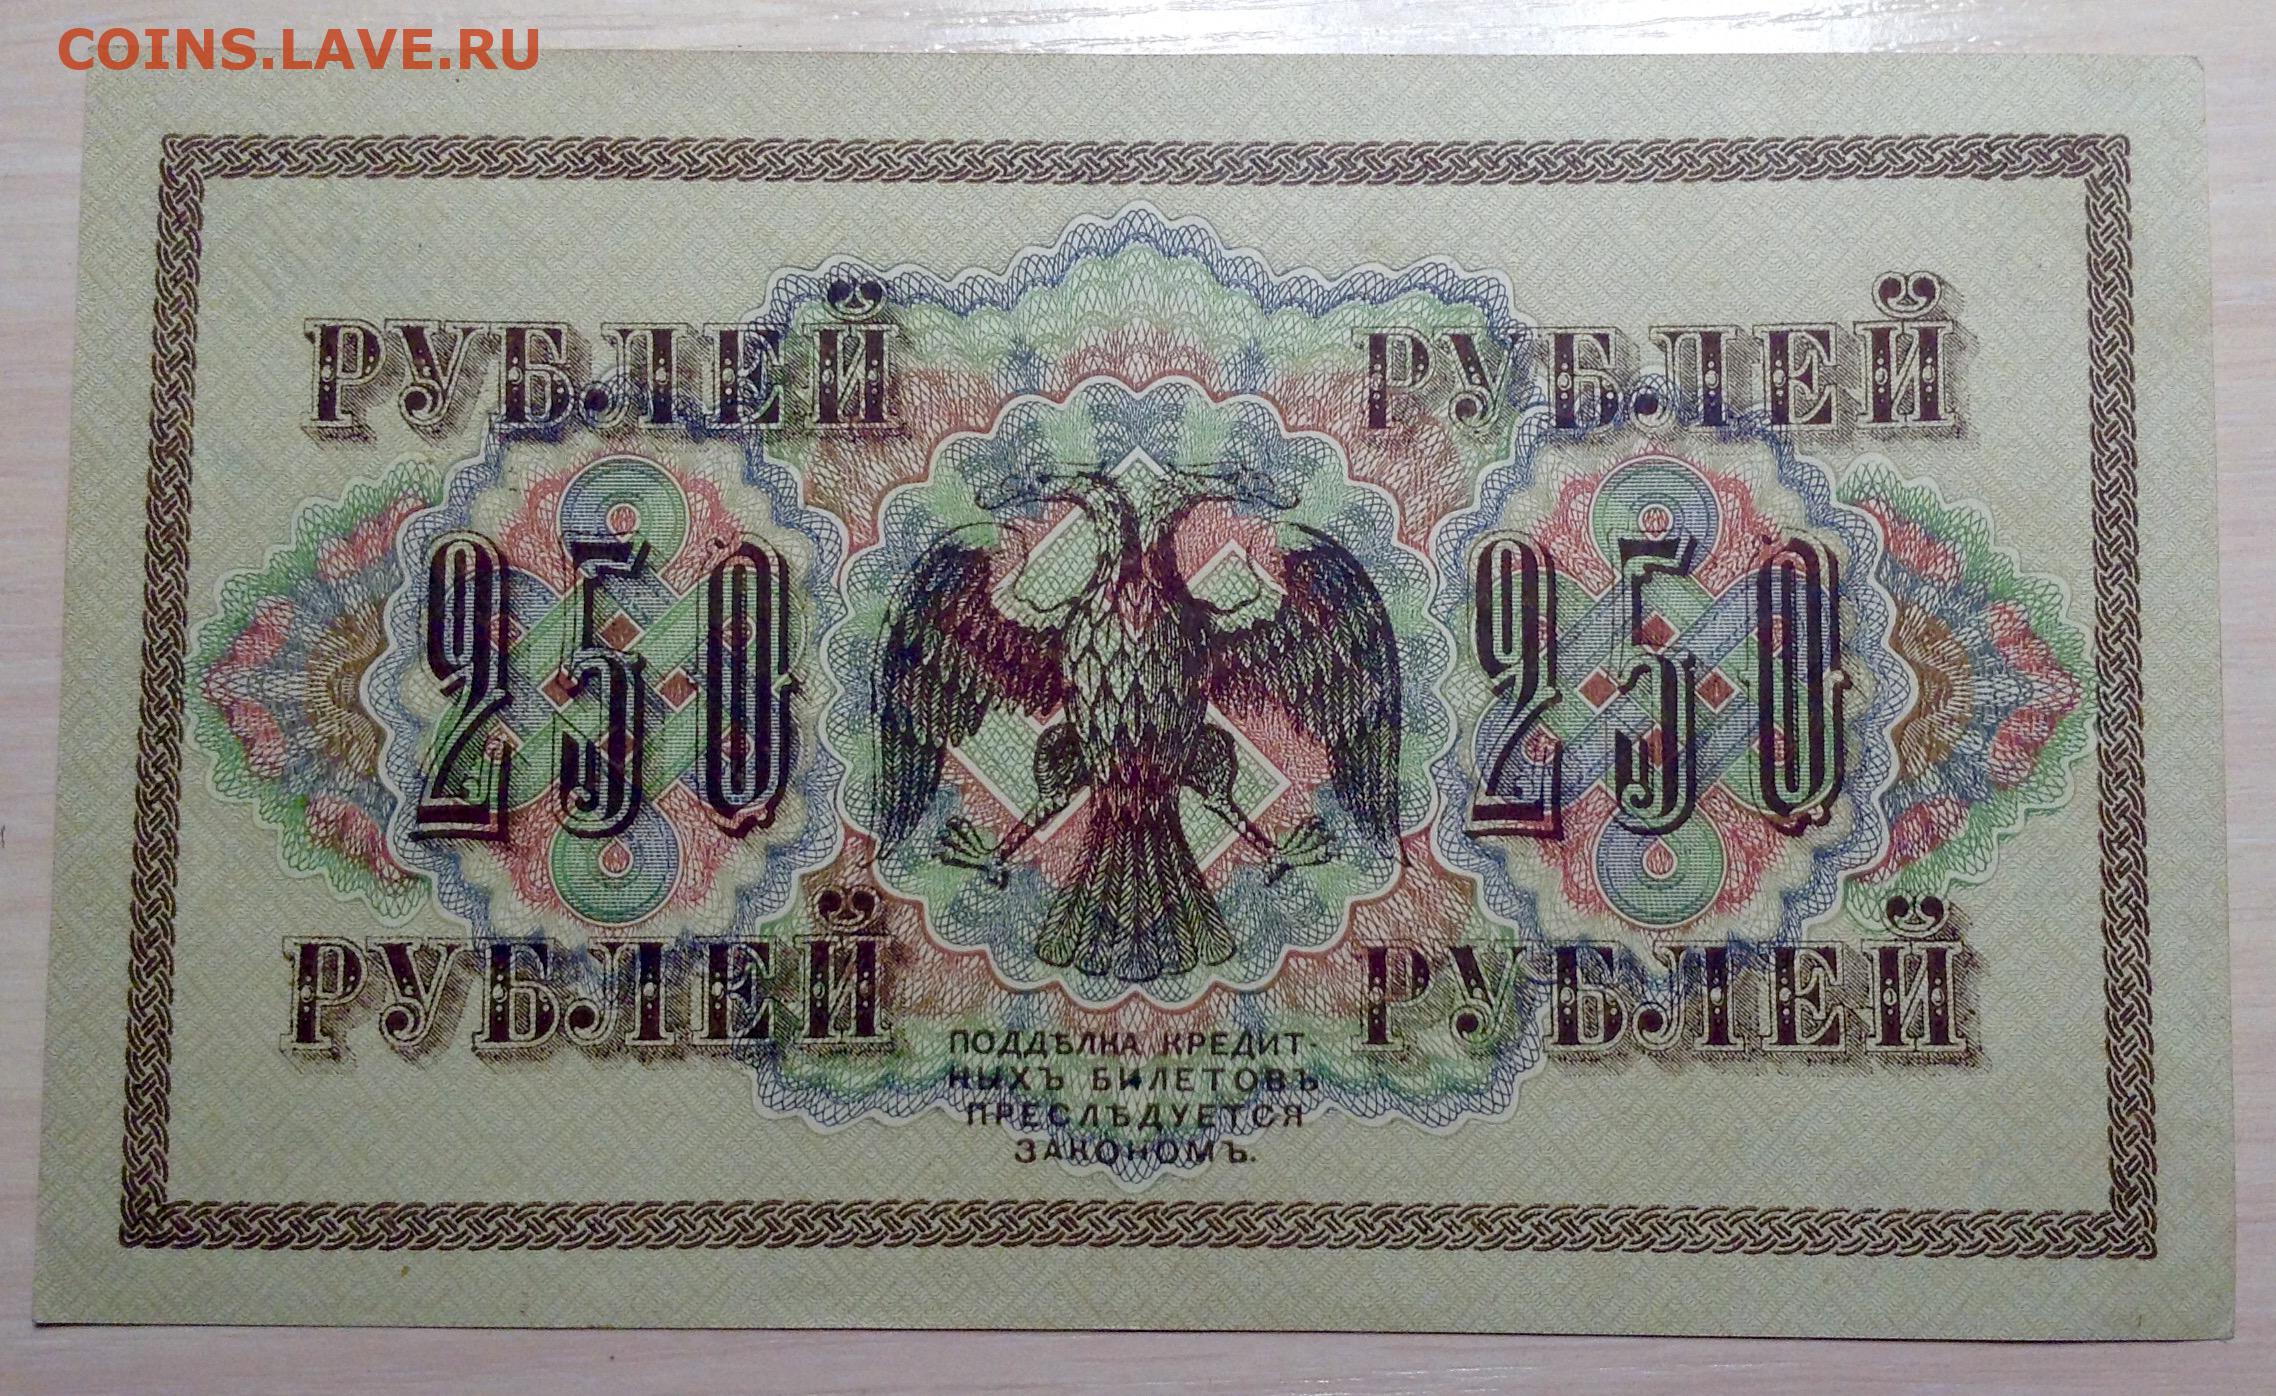 COINS.LAVE.RU
РУБЛЕЙ РУБЛЕЙ
250 250
РУБЛЕЙ РУБЛЕЙ
ПОДДѢЛКА КРЕДИТ-
НЫХЪ БИЛЕТОВЪ
ПРЕСЛѢДУЕТСЯ
ЗАКОНОМЪ.